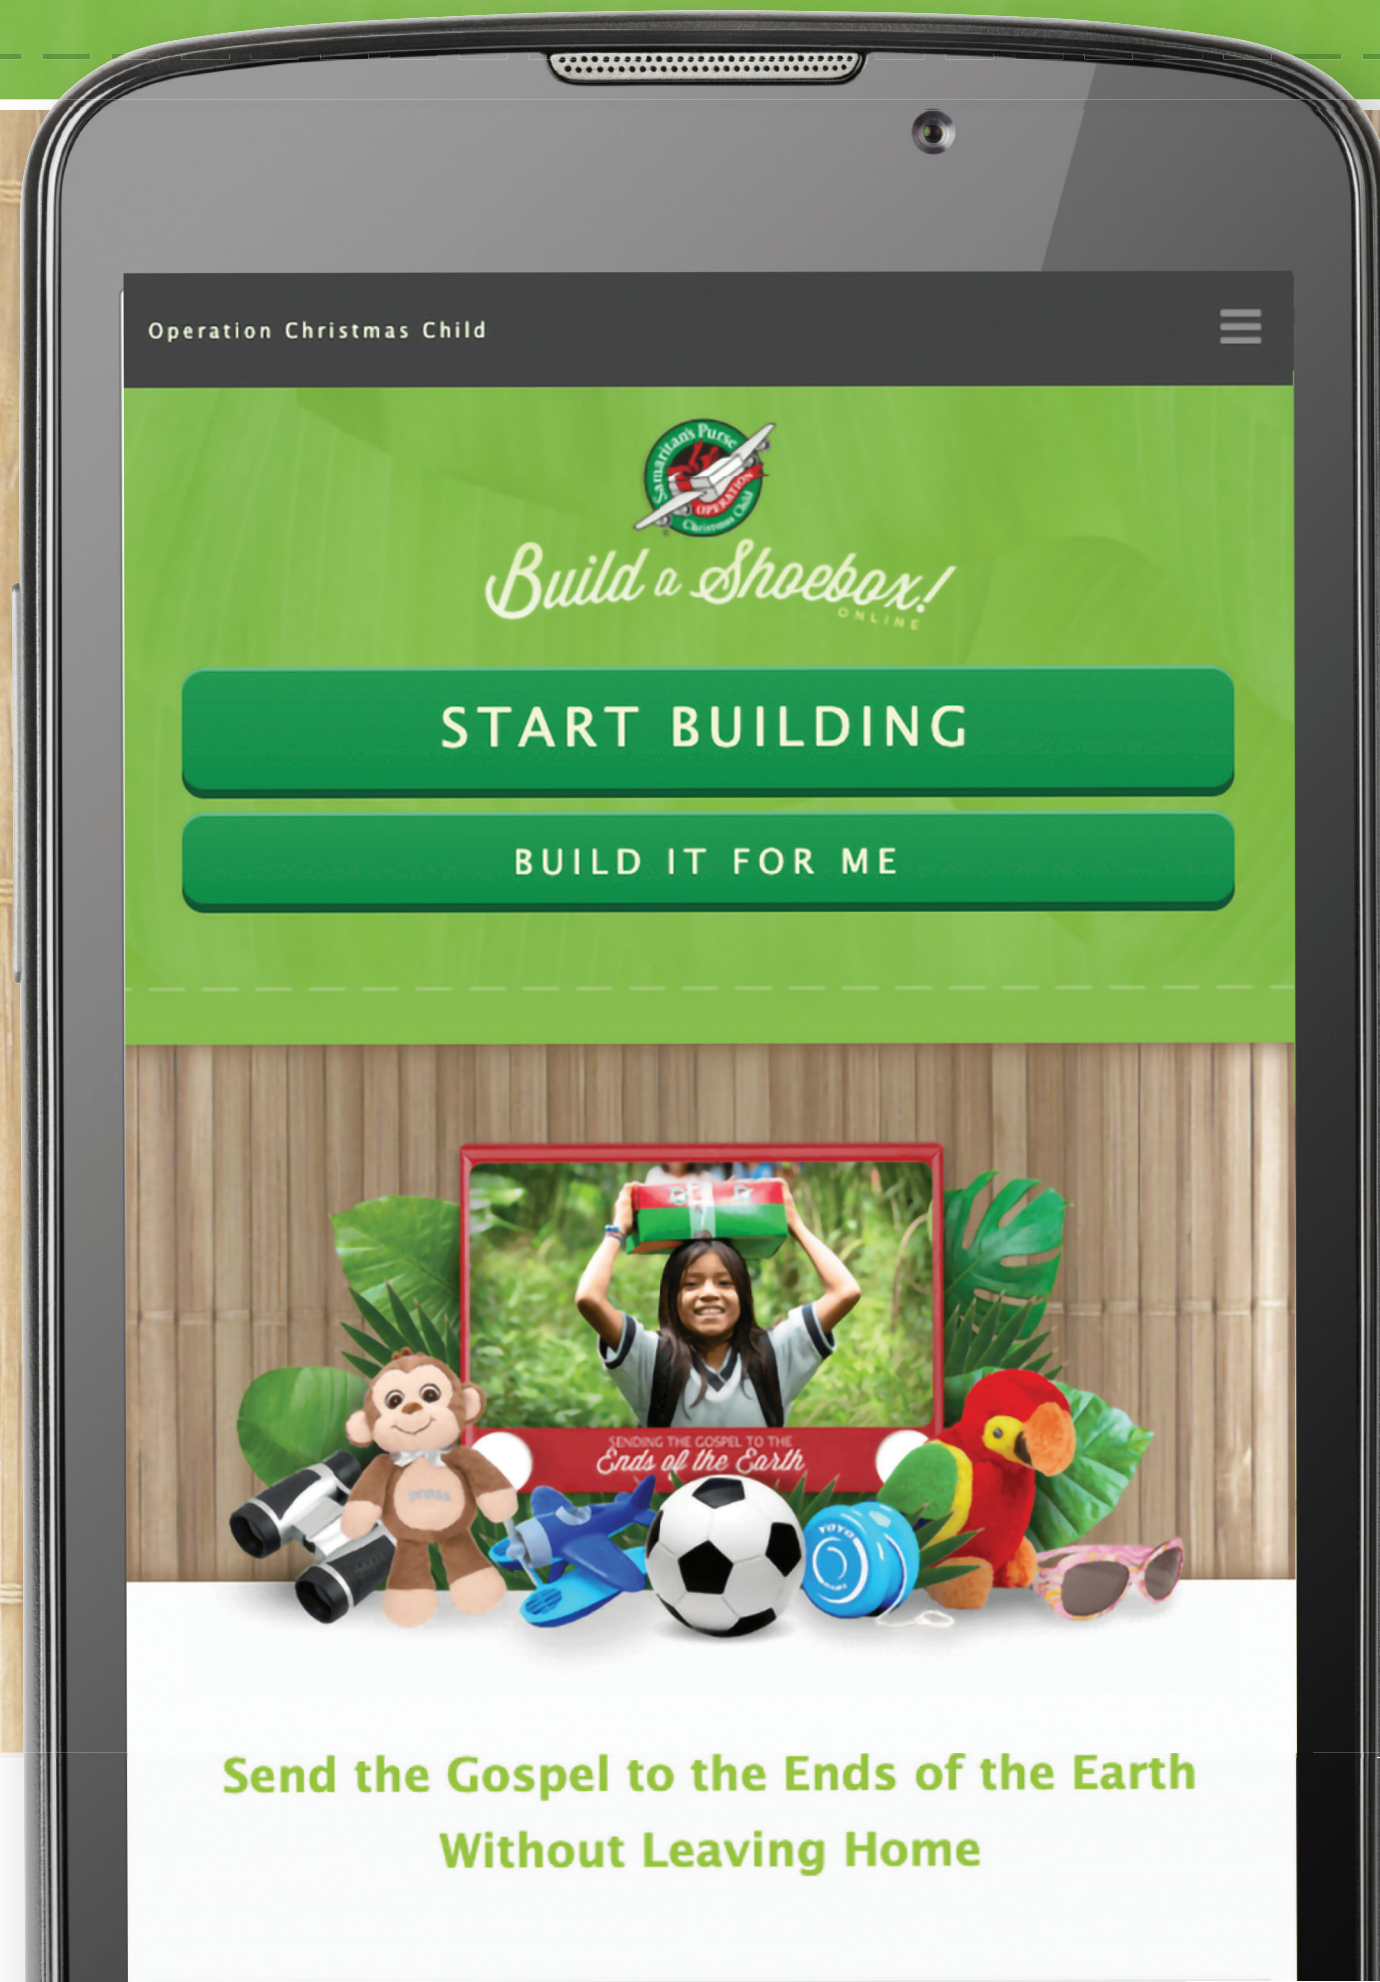 Operation Christmas Child
Samaritan's Purse
OPERATION
Christmas Child
Build a Shoebox!
ONLINE
START BUILDING
BUILD IT FOR ME
SENDING THE GOSPEL TO THE
Ends of the Earth
YOYO
Send the Gospel to the Ends of the Earth
Without Leaving Home